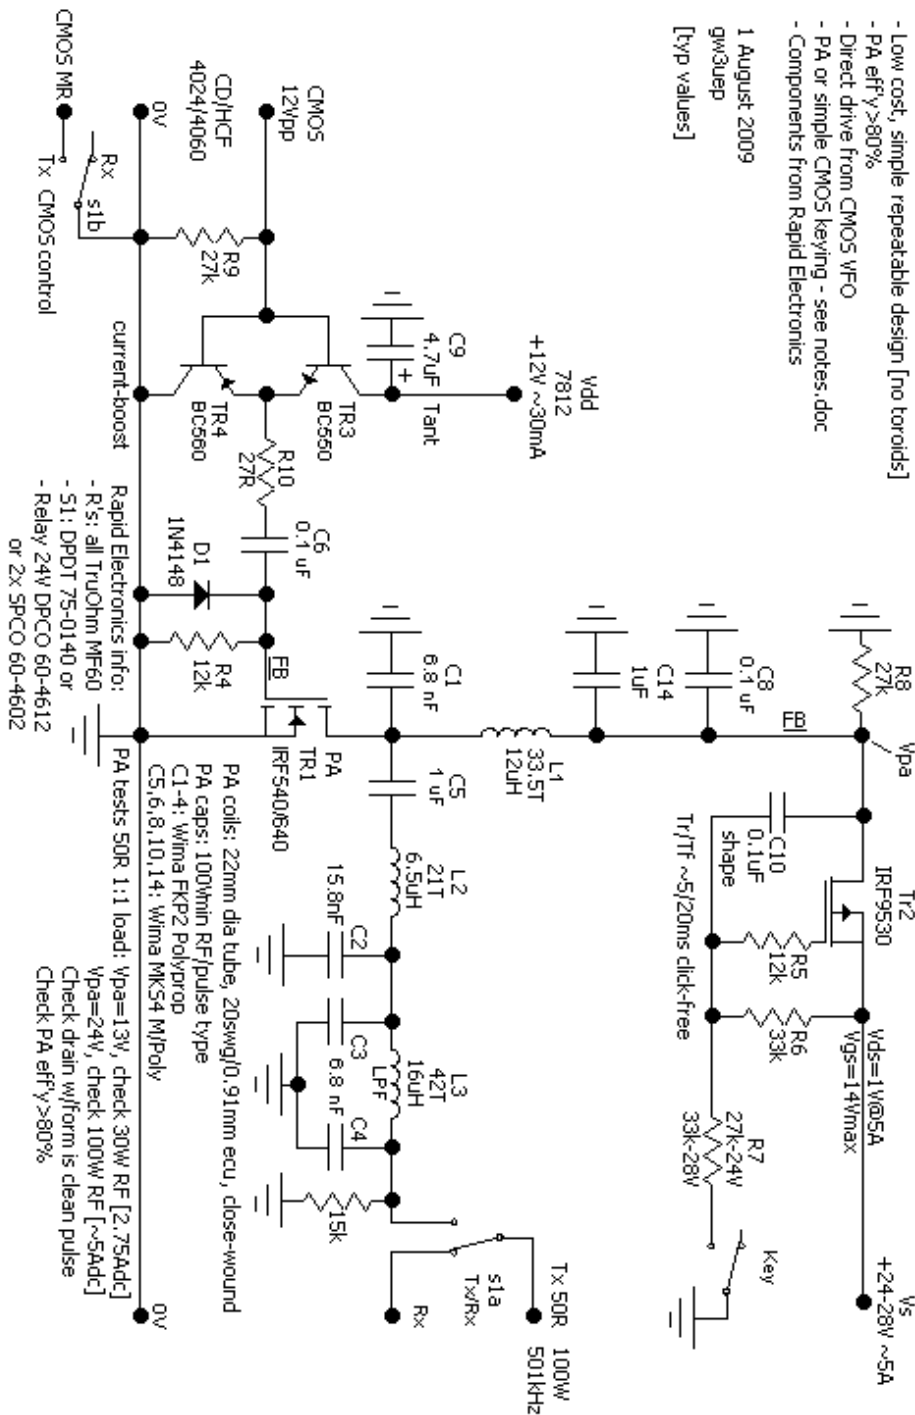 - Low cost, simple repeatable design [no toroids]
- PA eff'y>80%
- Direct drive from CMOS VFO
- PA or simple CMOS keying - see notes.doc
- Components from Rapid Electronics
1 August 2009
gw3uep
[typ values]
R8
27k
Vpa
FB
C8
0.1 uF
C14
1uF
L1
33.5T
12uH
C10
0.1uF
shape
Tr2
IRF9530
R5
12k
R6
33k
Vds=1V@5A
Vgs=14Vmax
Tr/Tf ~5/20ms click-free
R7
27k-24V
33k-28V
Key
Vs
+24-28V ~5A
Vdd
7812
+12V ~30mA
C9
4.7uF
+
Tant
C1
6.8 nF
C5
1 uF
L2
21T
6.5uH
C2
15.8nF
C3
6.8 nF
C4
L3
42T
16uH
LPF
15k
s1a
Tx/Rx
Rx
Tx 50R 100W
501kHz
CMOS
12Vpp
CD/HCF
4024/4060
R9
27k
TR3
BC550
TR4
BC560
R10
27R
C6
0.1 uF
D1
1N4148
R4
12k
FB
PA
TR1
IRF540/640
PA coils: 22mm dia tube, 20swg/0.91mm ecu, close-wound
PA caps: 100Vmin RF/pulse type
C1-4: Wima FKP2 Polyprop
C5,6,8,10,14: Wima MKS4 M/Poly
0V
current-boost
0V
CMOS MR
Rx
s1b
Tx CMOS control
Rapid Electronics info:
- R's: all TruOhm MF60
- S1: DPDT 75-0140 or
- Relay 24V DPCO 60-4612
or 2x SPCO 60-4602
PA tests 50R 1:1 load: Vpa=13V, check 30W RF [2.75Adc]
Vpa=24V, check 100W RF [~5Adc]
Check drain w/form is clean pulse
Check PA eff'y>80%